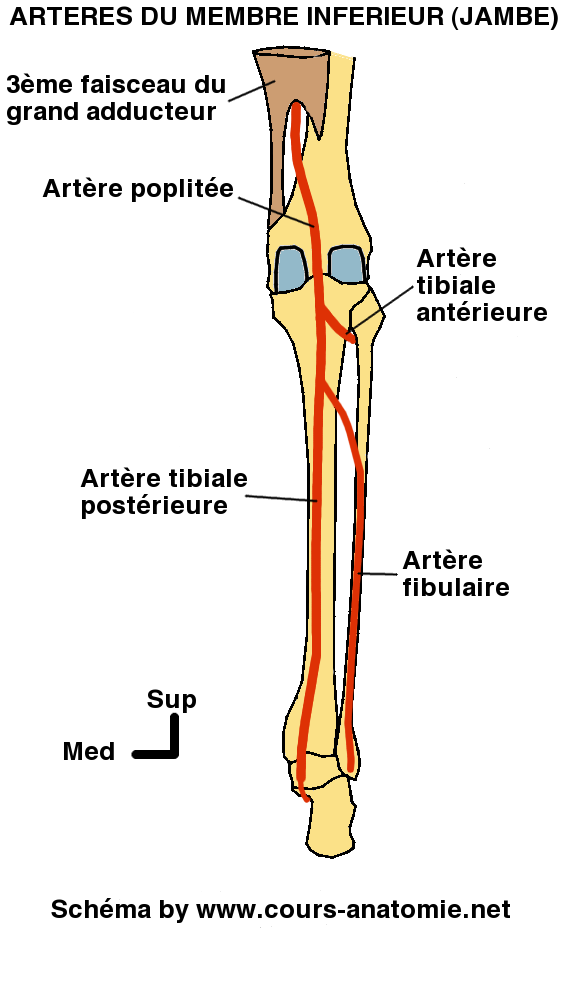 ARTERES DU MEMBRE INFERIEUR (JAMBE)
3ème faisceau du
grand adducteur
Artère poplitée
Artère
tibiale
antérieure
Artère tibiale
postérieure
Artère
fibulaire
Sup
Med
Schéma by www.cours-anatomie.net